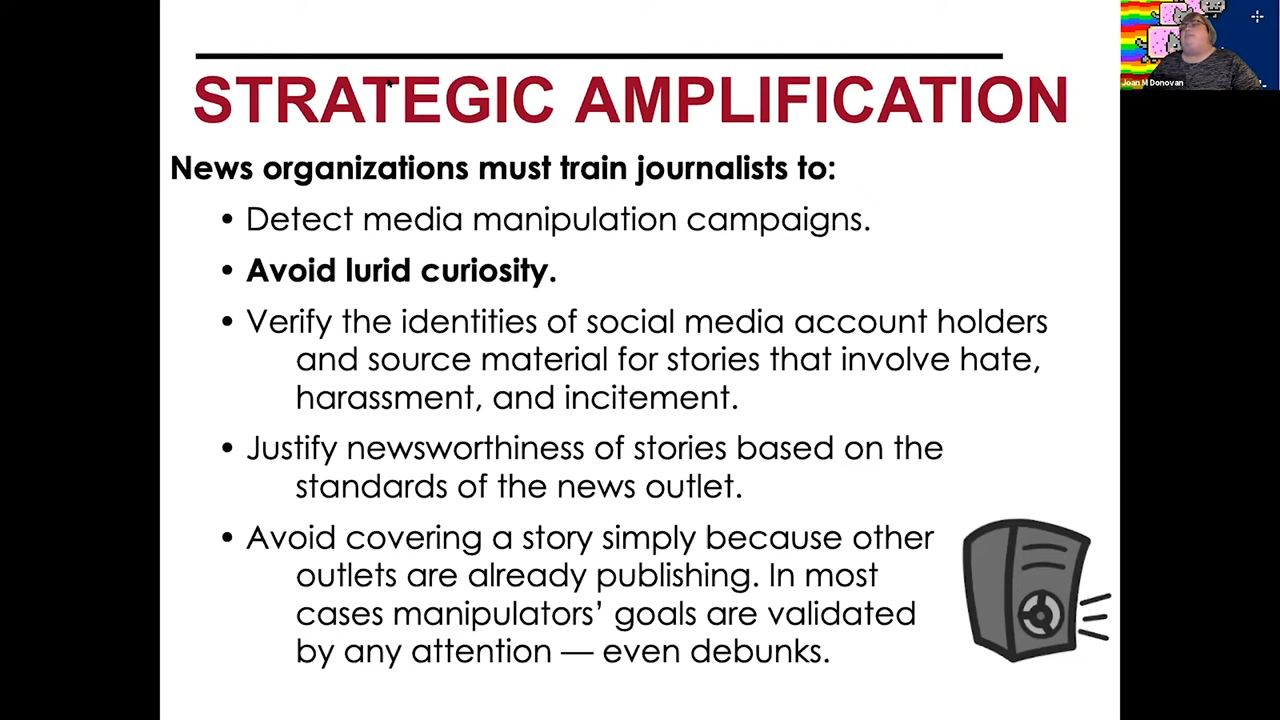 STRATEGIC AMPLIFICATION
News organizations must train journalists to:
• Detect media manipulation campaigns.
• Avoid lurid curiosity.
• Verify the identities of social media account holders
and source material for stories that involve hate,
harassment, and incitement.
• Justify newsworthiness of stories based on the
standards of the news outlet.
• Avoid covering a story simply because other
outlets are already publishing. In most
cases manipulators’ goals are validated
by any attention — even debunks.
Joan M Donovan